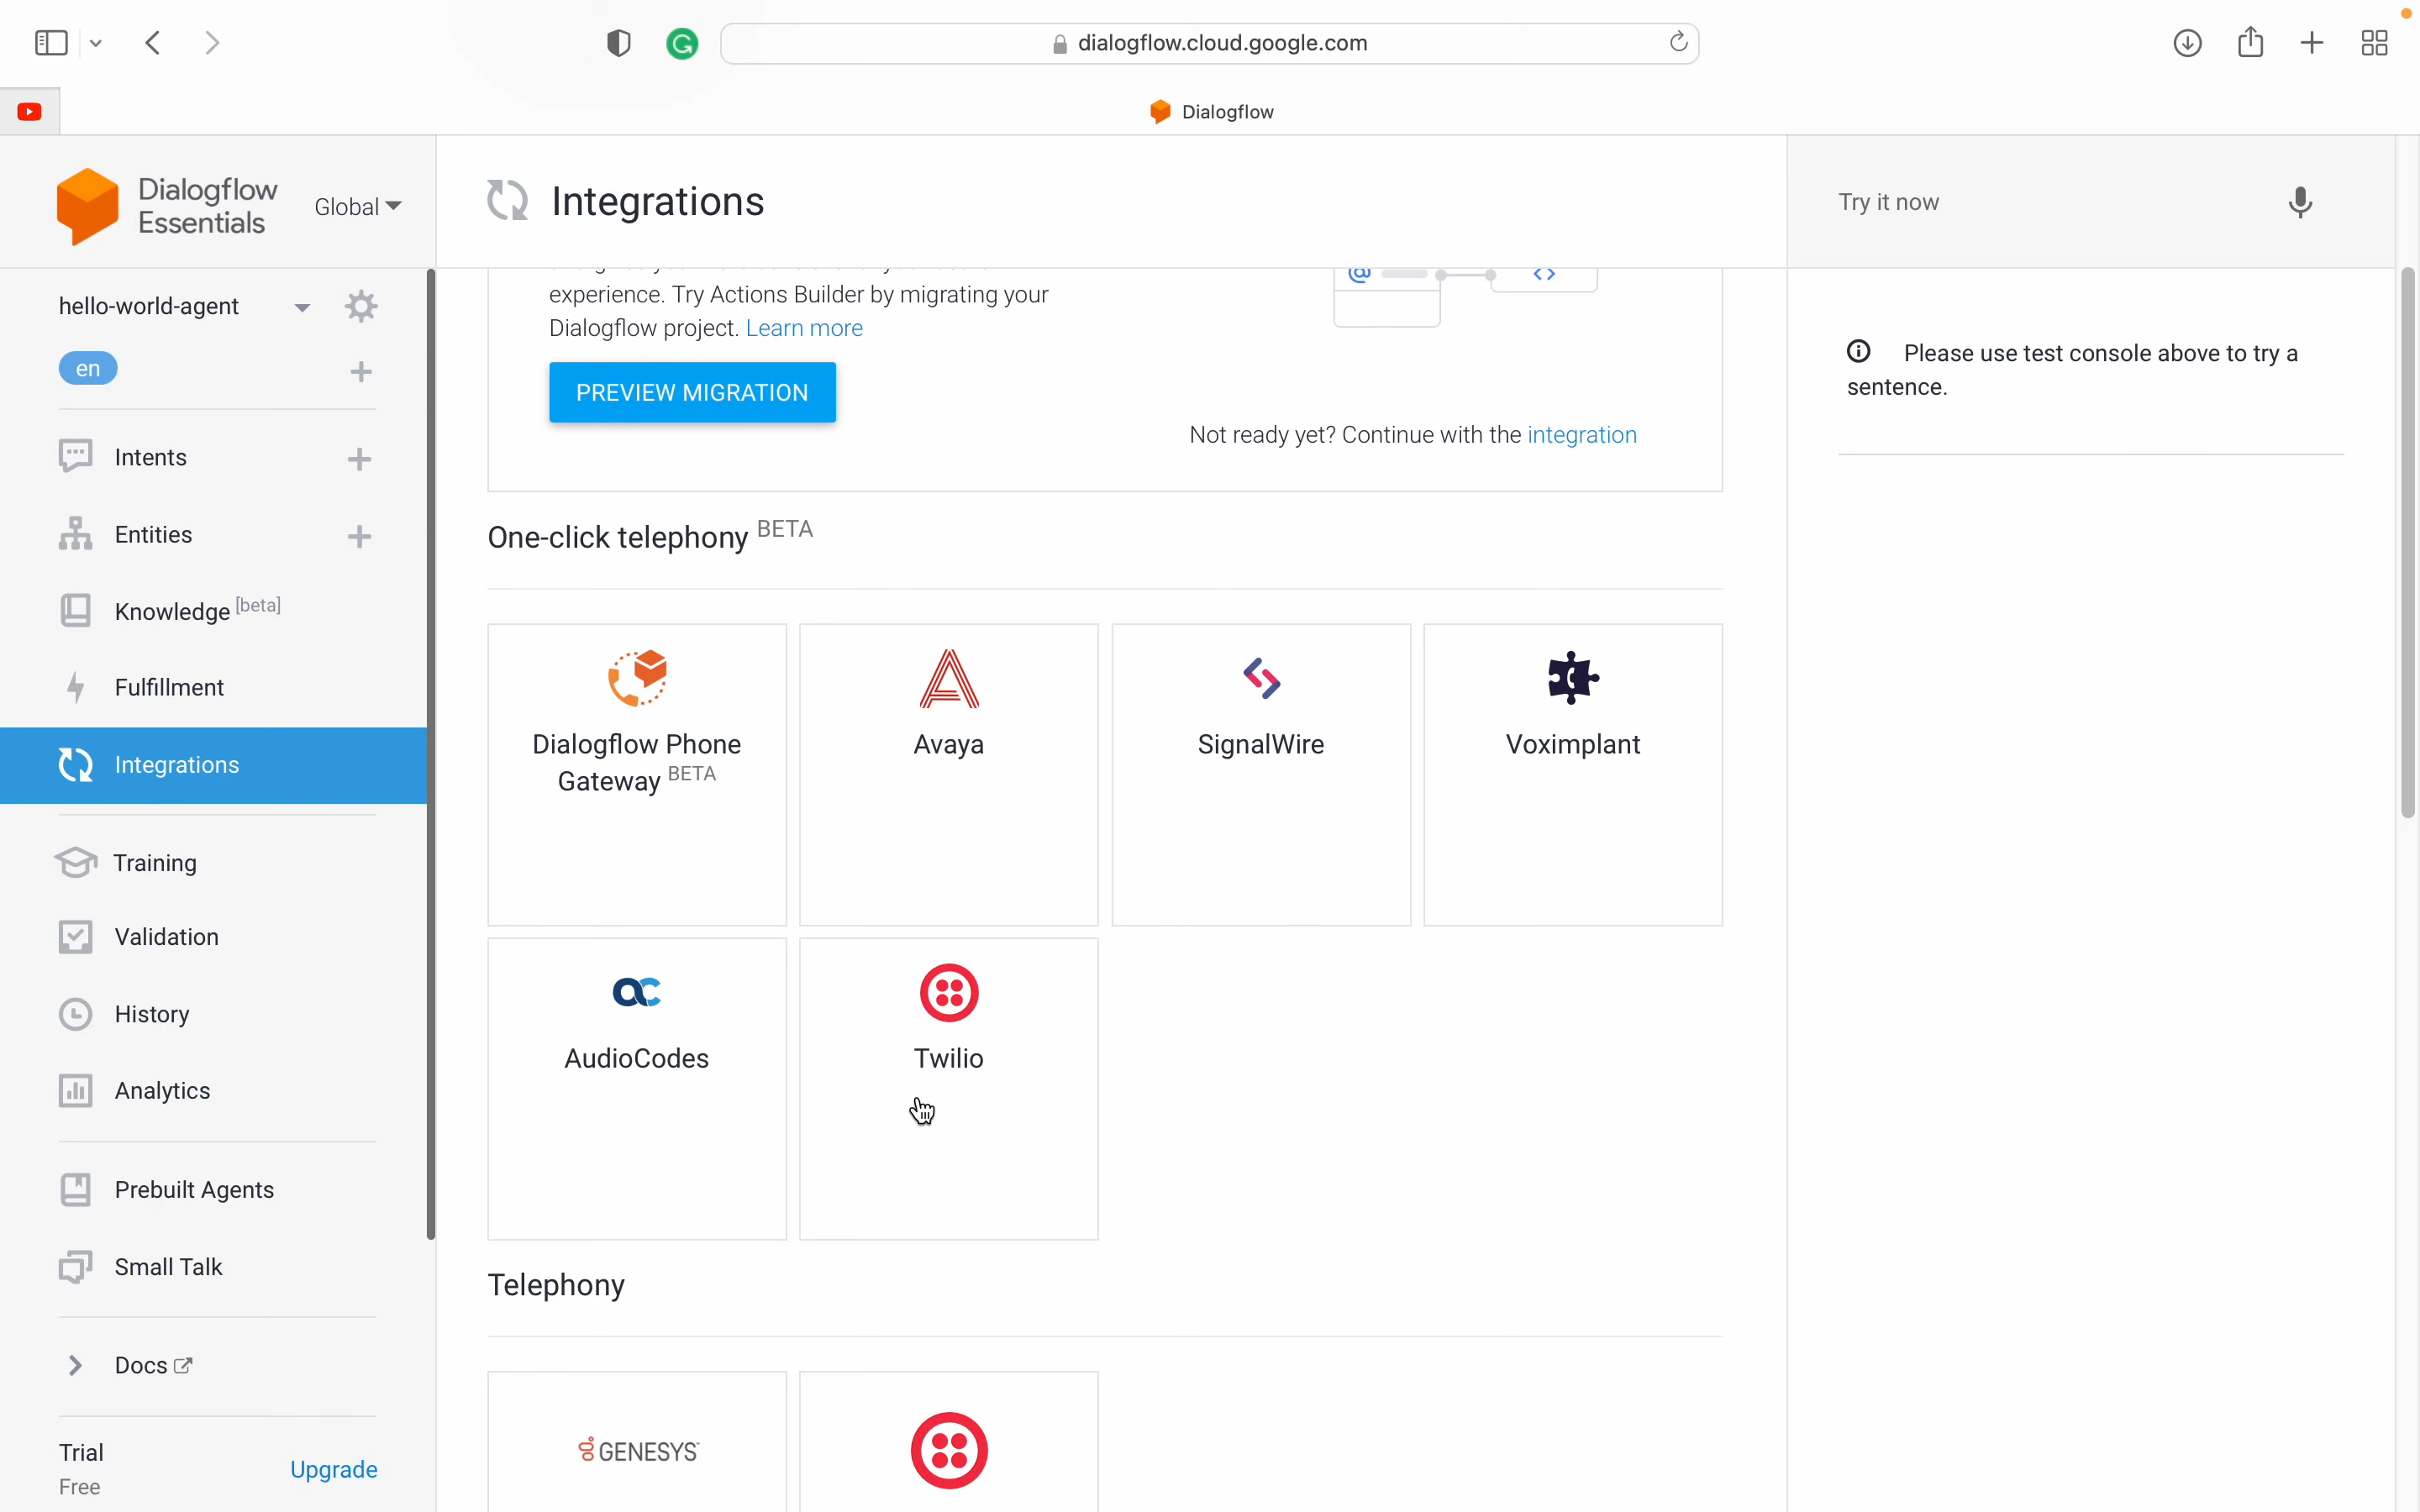 dialogflow.cloud.google.com
Dialogflow
Dialogflow
Essentials
Global
Integrations
Try it now
hello-world-agent
en
experience. Try Actions Builder by migrating your
Dialogflow project. Learn more
PREVIEW MIGRATION
Not ready yet? Continue with the integration
Please use test console above to try a
sentence.
Intents
Entities
Knowledge [beta]
Fulfillment
Integrations
Training
Validation
History
Analytics
Prebuilt Agents
Small Talk
Docs
Trial
Free
Upgrade
One-click telephony BETA
Dialogflow Phone
Gateway BETA
Avaya
SignalWire
Voximplant
AudioCodes
Twilio
Telephony
GENESYS